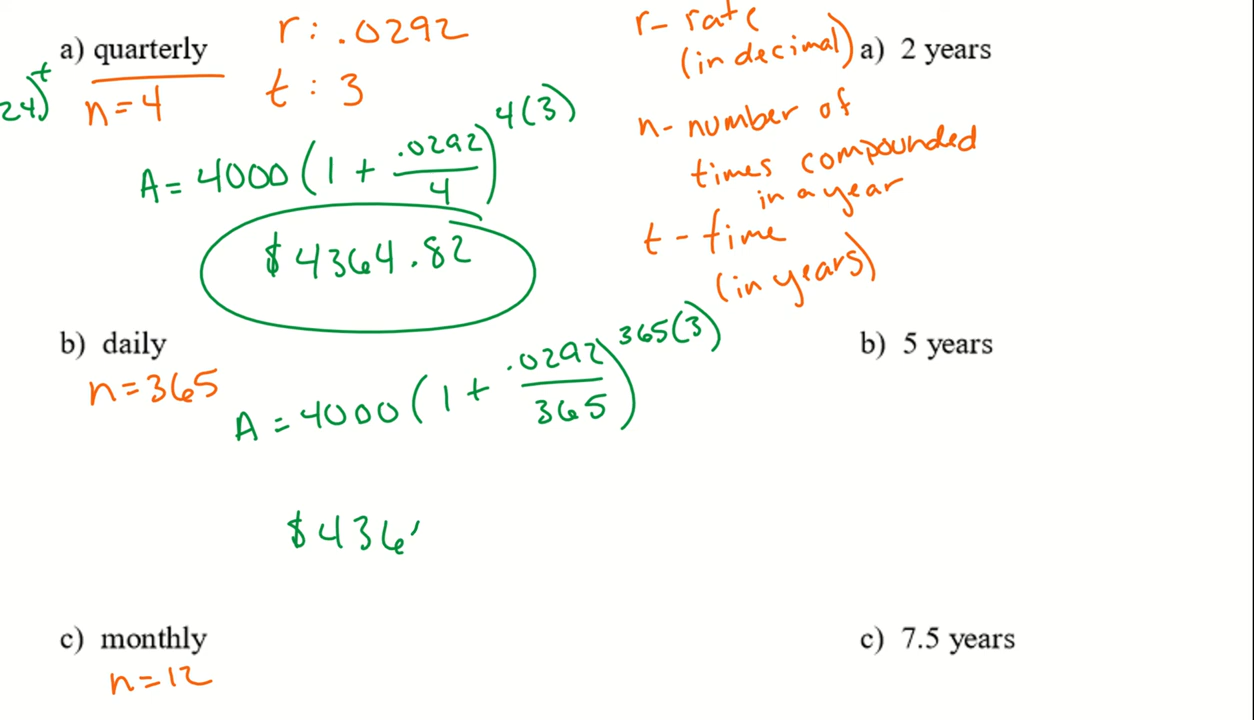 a) quarterly
n=4
24)^t
r: .0292
t: 3
A = 4000 (1 + .0292/4)^4(3)
$4364.82
r- rate
(in decimal)
n- number of
times compounded
in a year
t - time
(in years)
b) daily
n=365
A = 4000 (1 + .0292/365)^365(3)
$436
c) monthly
n=12
a) 2 years
b) 5 years
c) 7.5 years